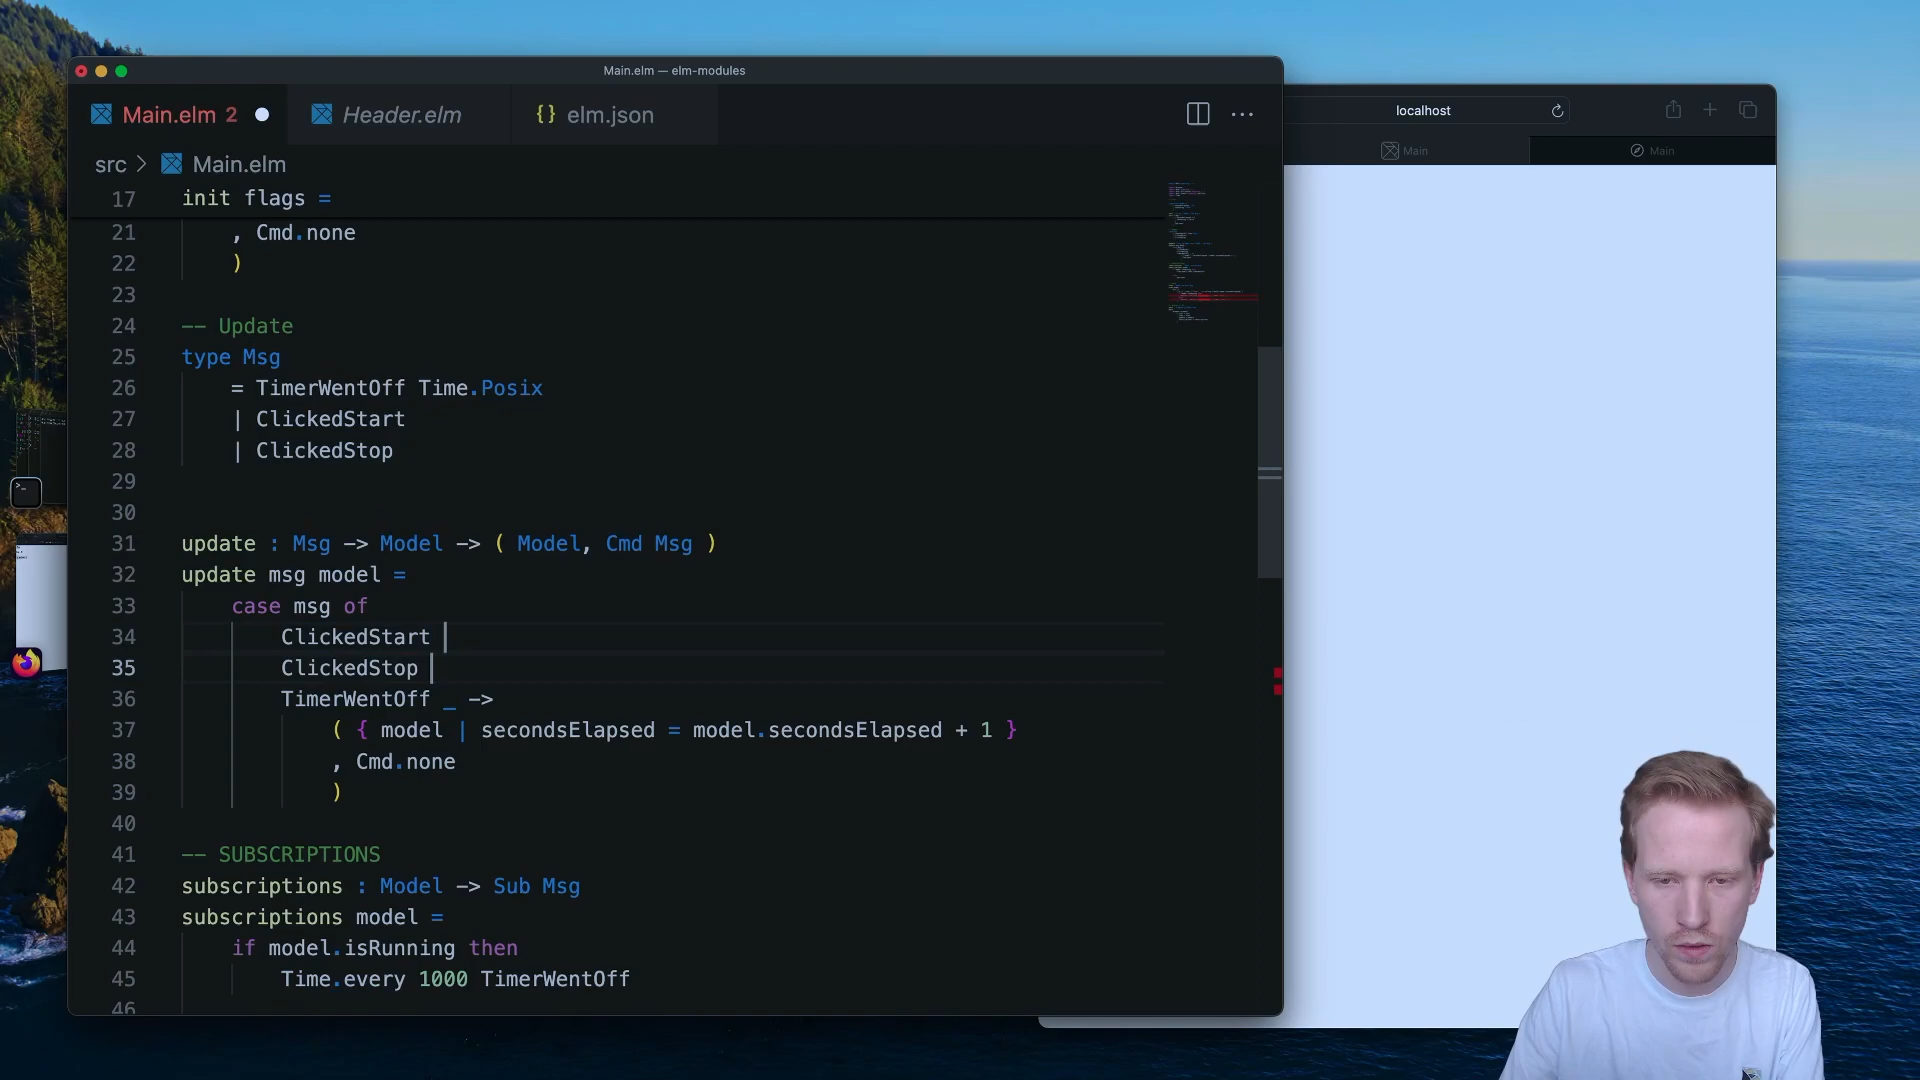 Main.elm — elm-modules
Main.elm 2
Header.elm
{} elm.json
src > Main.elm
17 init flags =
21 , Cmd.none
22 )
23
24 -- Update
25 type Msg
26 = TimerWentOff Time.Posix
27 | ClickedStart
28 | ClickedStop
29
30
31 update : Msg -> Model -> ( Model, Cmd Msg )
32 update msg model =
33 case msg of
34 ClickedStart
35 ClickedStop
36 TimerWentOff _ ->
37 ( { model | secondsElapsed = model.secondsElapsed + 1 }
38 , Cmd.none
39 )
40
41 -- SUBSCRIPTIONS
42 subscriptions : Model -> Sub Msg
43 subscriptions model =
44 if model.isRunning then
45 Time.every 1000 TimerWentOff
46
localhost
Main
Main